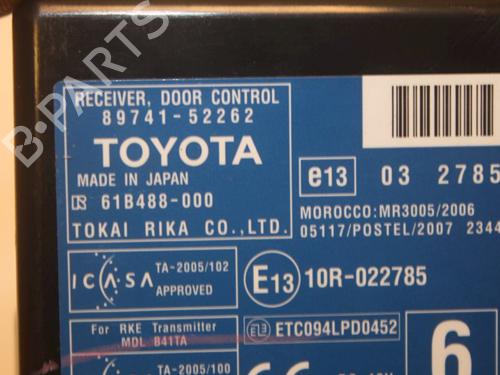 B-PARTS
RECEIVER, DOOR CONTROL
89741-52262
TOYOTA
MADE IN JAPAN
61B488-000
TOKAI RIKA CO.,LTD.
e13 03 2785
MOROCCO:MR3005/2006
05117/POSTEL/2007 2344
ICASA
TA-2005/102
APPROVED
E13 10R-022785
For RKE Transmitter
MDL B41TA
E13 ETC094LPD0452
6
TA-2005/100